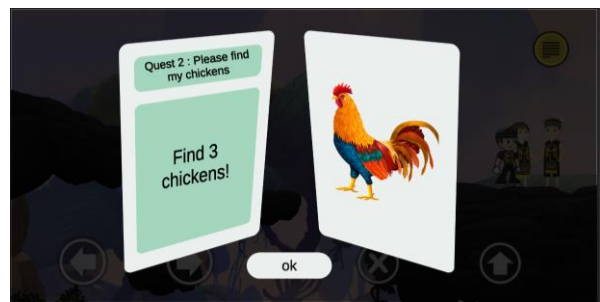 Quest 2 : Please find
my chickens
Find 3
chickens!
ok